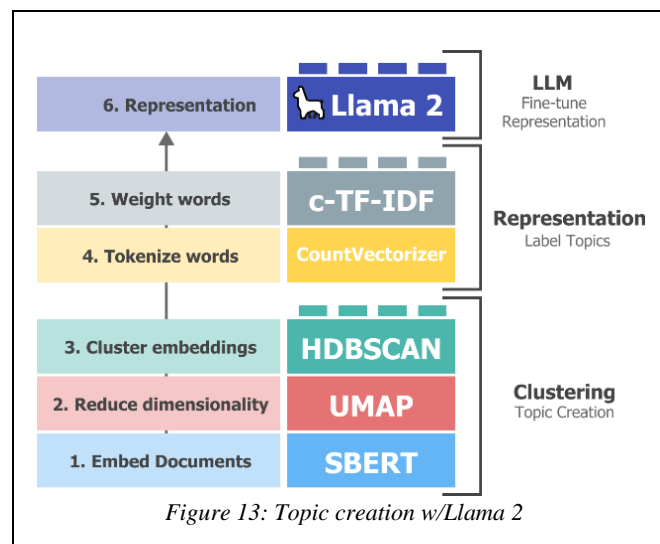 6. Representation
Llama 2
LLM
Fine-tune
Representation
5. Weight words
c-TF-IDF
4. Tokenize words
CountVectorizer
Representation
Label Topics
3. Cluster embeddings
HDBSCAN
2. Reduce dimensionality
UMAP
1. Embed Documents
SBERT
Clustering
Topic Creation
Figure 13: Topic creation w/Llama 2